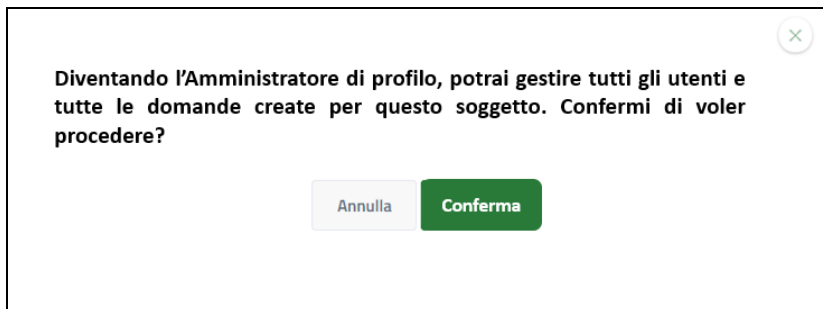 Diventando l’Amministratore di profilo, potrai gestire tutti gli utenti e
tutte le domande create per questo soggetto. Confermi di voler
procedere?
Annulla Conferma